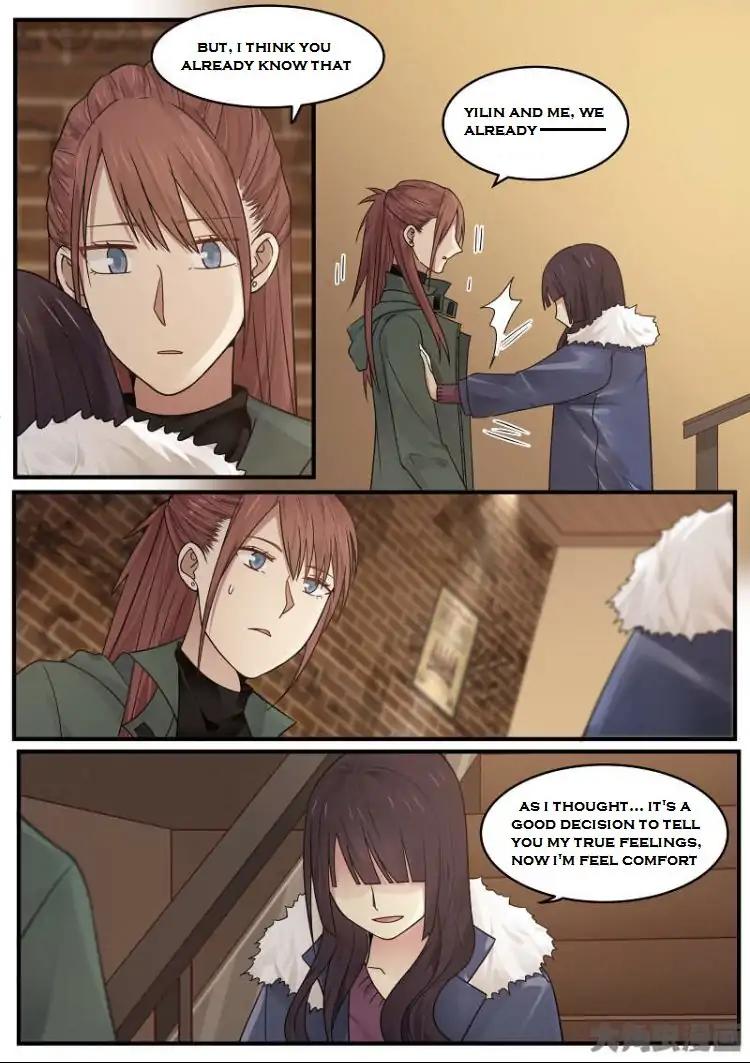 BUT, I THINK YOU
ALREADY KNOW THAT
YILIN AND ME, WE
ALREADY ———
AS I THOUGHT... IT'S A
GOOD DECISION TO TELL
YOU MY TRUE FEELINGS,
NOW I'M FEEL COMFORT